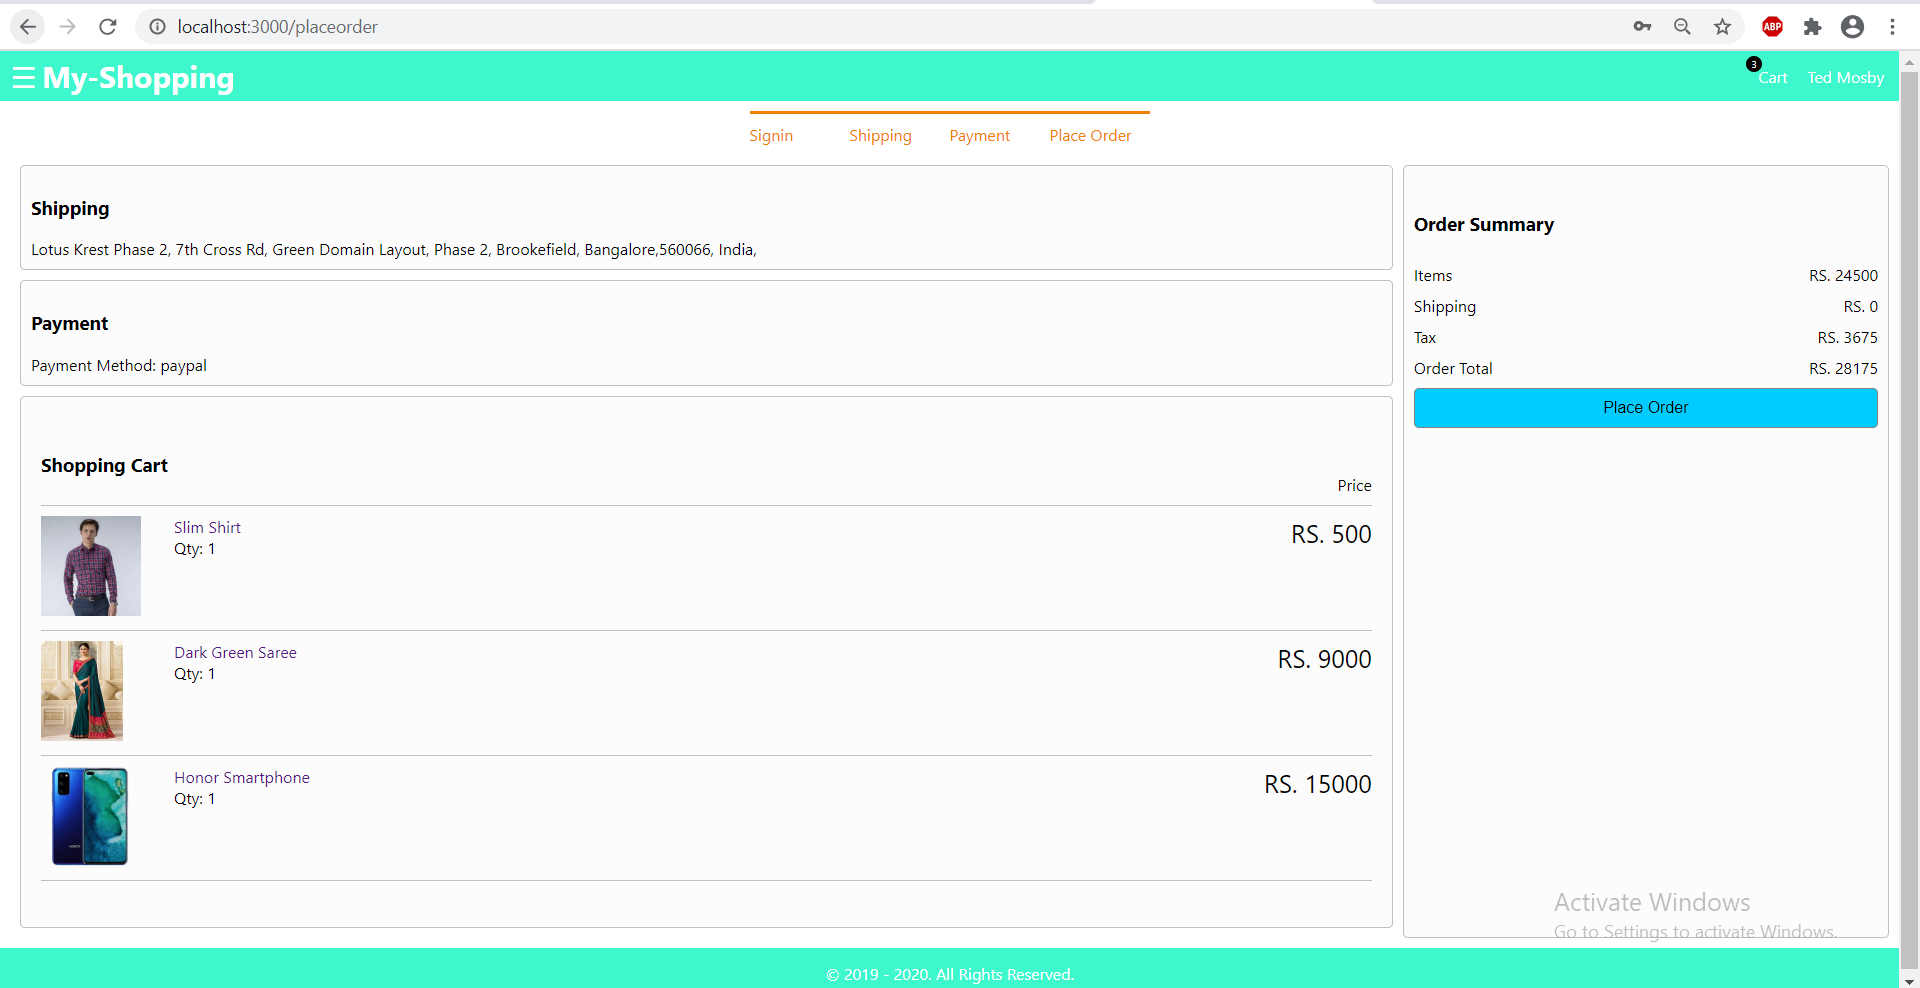 localhost:3000/placeorder
ABP
☰ My-Shopping
3
Cart Ted Mosby
Signin Shipping Payment Place Order
Shipping
Lotus Krest Phase 2, 7th Cross Rd, Green Domain Layout, Phase 2, Brookefield, Bangalore,560066, India,
Payment
Payment Method: paypal
Shopping Cart
Price
Slim Shirt
Qty: 1
RS. 500
Dark Green Saree
Qty: 1
RS. 9000
Honor Smartphone
Qty: 1
RS. 15000
Order Summary
Items RS. 24500
Shipping RS. 0
Tax RS. 3675
Order Total RS. 28175
Place Order
Activate Windows
Go to Settings to activate Windows.
© 2019 - 2020. All Rights Reserved.